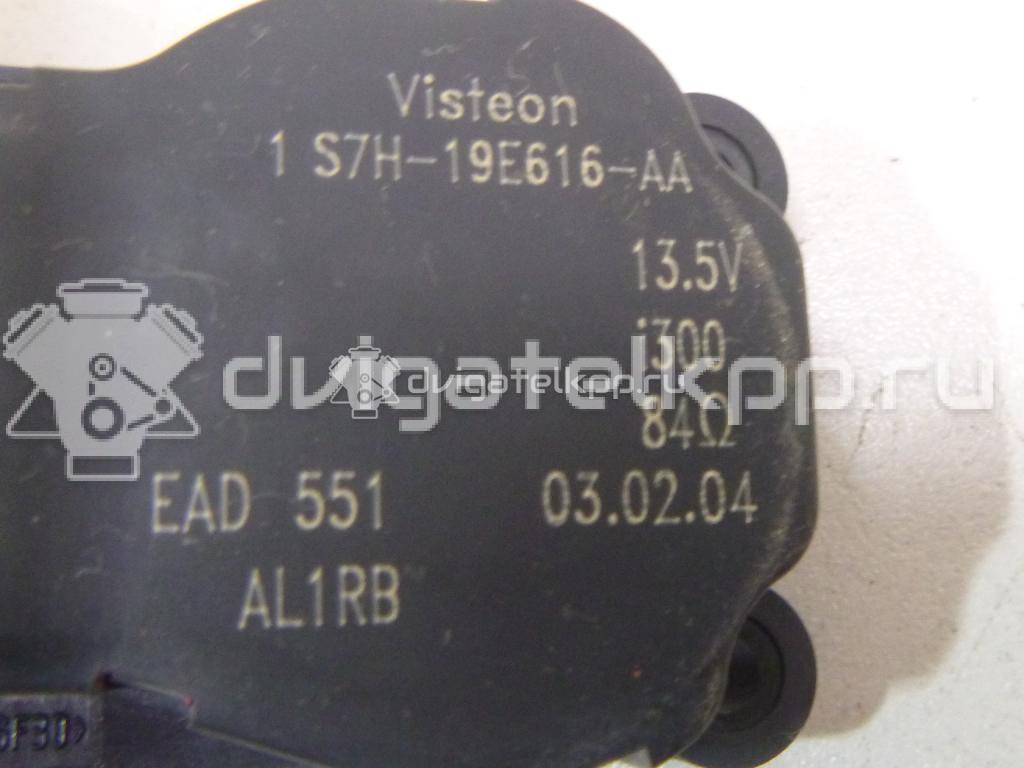 Visteon
1 S7H-19E616-AA
13.5V
i300
84Ω
EAD 551 03.02.04
AL1RB
dvigatelkpp.ru
dvigatelkpp.ru